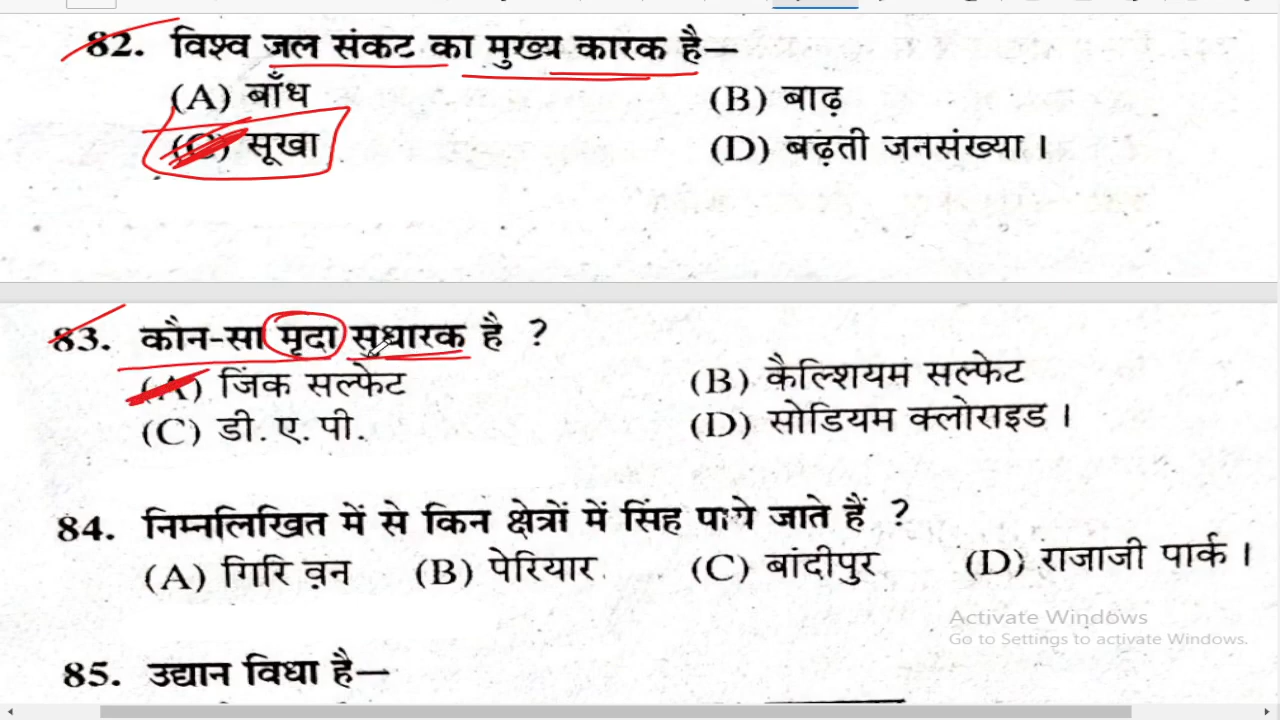 82. विश्व जल संकट का मुख्य कारक है—
(A) बाँध (B) बाढ़
(C) सूखा (D) बढ़ती जनसंख्या ।
83. कौन-सा मृदा सुधारक है ?
(A) जिंक सल्फेट (B) कैल्शियम सल्फेट
(C) डी. ए. पी. (D) सोडियम क्लोराइड ।
84. निम्नलिखित में से किन क्षेत्रों में सिंह पाये जाते हैं ?
(A) गिरि वन (B) पेरियार (C) बांदीपुर (D) राजाजी पार्क ।
Activate Windows
Go to Settings to activate Windows.
85. उद्यान विधा है—